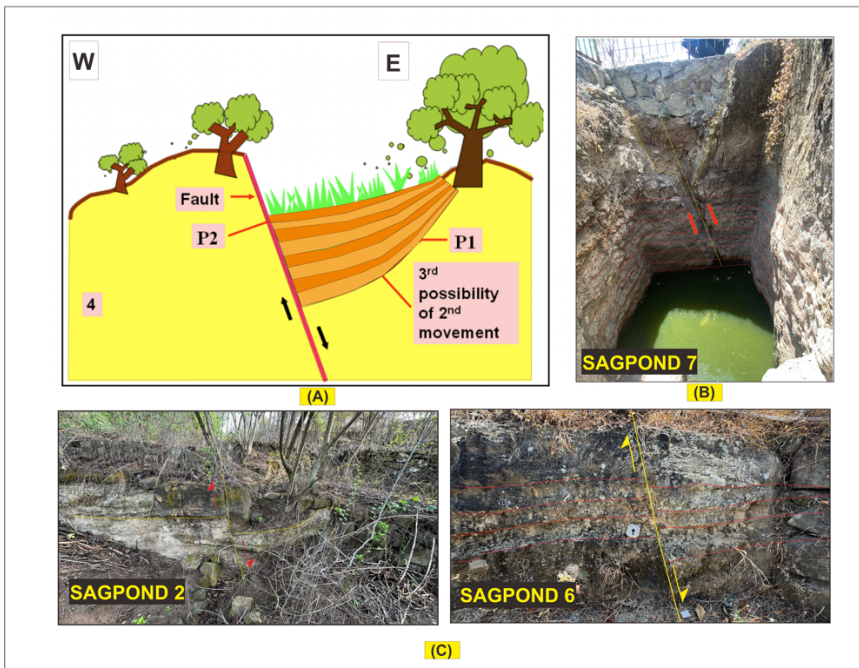 W
E
Fault
P2
P1
4
3rd
possibility
of 2nd
movement
(A)
SAGPOND 7
(B)
SAGPOND 2
SAGPOND 6
(C)